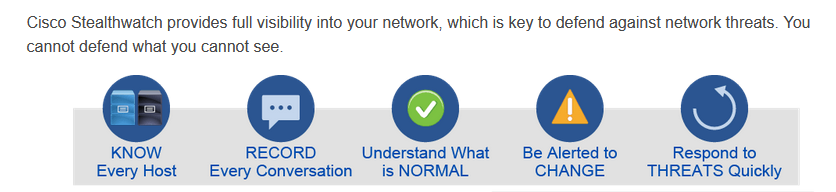 Cisco Stealthwatch provides full visibility into your network, which is key to defend against network threats. You
cannot defend what you cannot see.
KNOW
Every Host
RECORD
Every Conversation
Understand What
is NORMAL
Be Alerted to
CHANGE
Respond to
THREATS Quickly